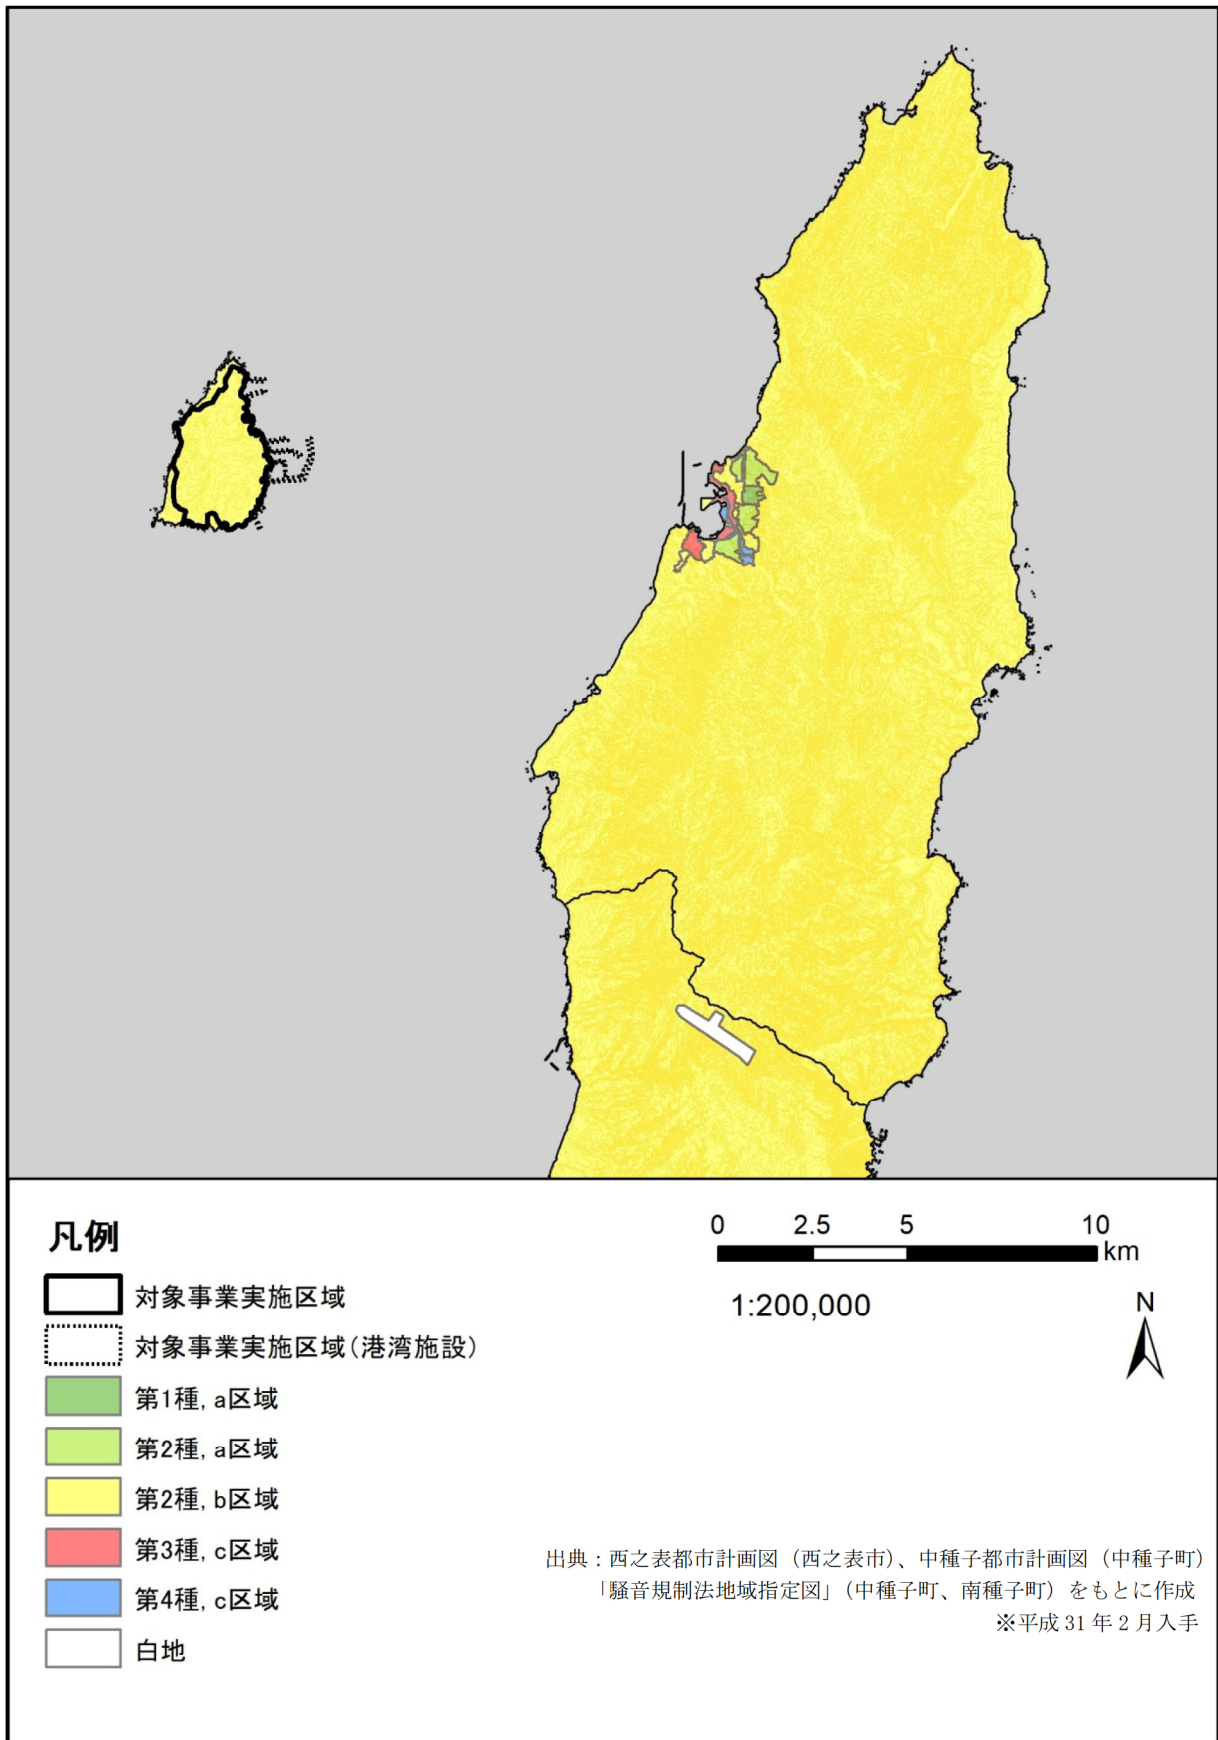 凡例
対象事業実施区域
対象事業実施区域(港湾施設)
第1種, a区域
第2種, a区域
第2種, b区域
第3種, c区域
第4種, c区域
白地
0 2.5 5 10
km
1:200,000
N
出典：西之表都市計画図（西之表市）、中種子都市計画図（中種子町）
「騒音規制法地域指定図」（中種子町、南種子町）をもとに作成
※平成 31 年 2 月入手